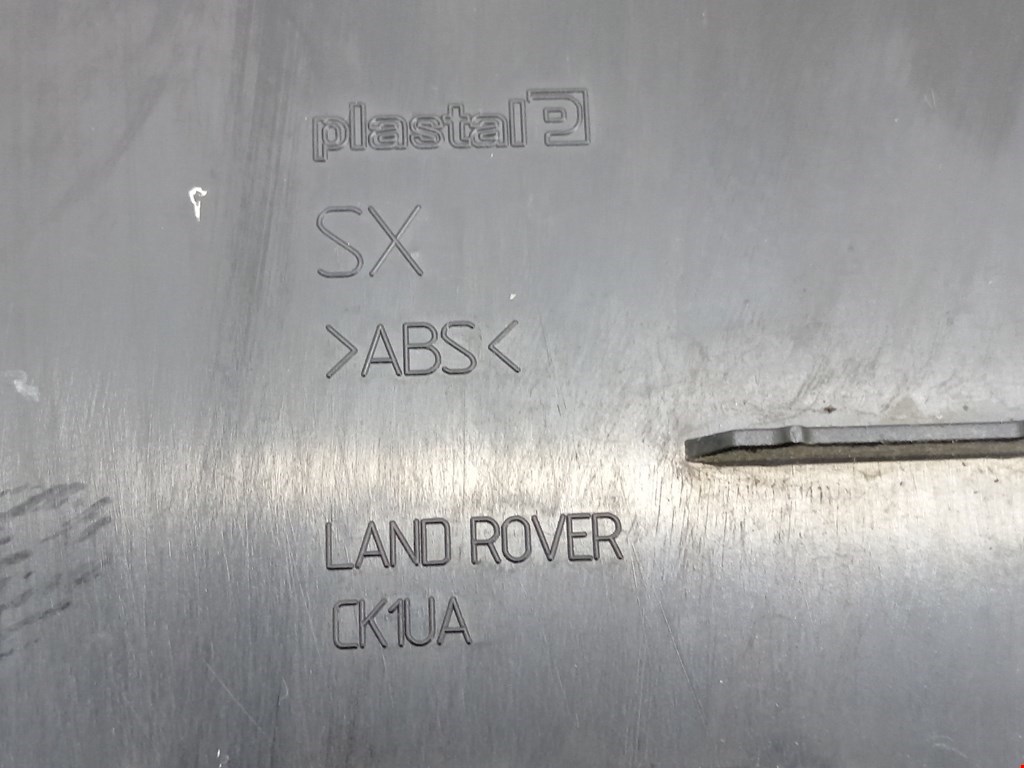 plastal
SX
>ABS<
LAND ROVER
CK1UA